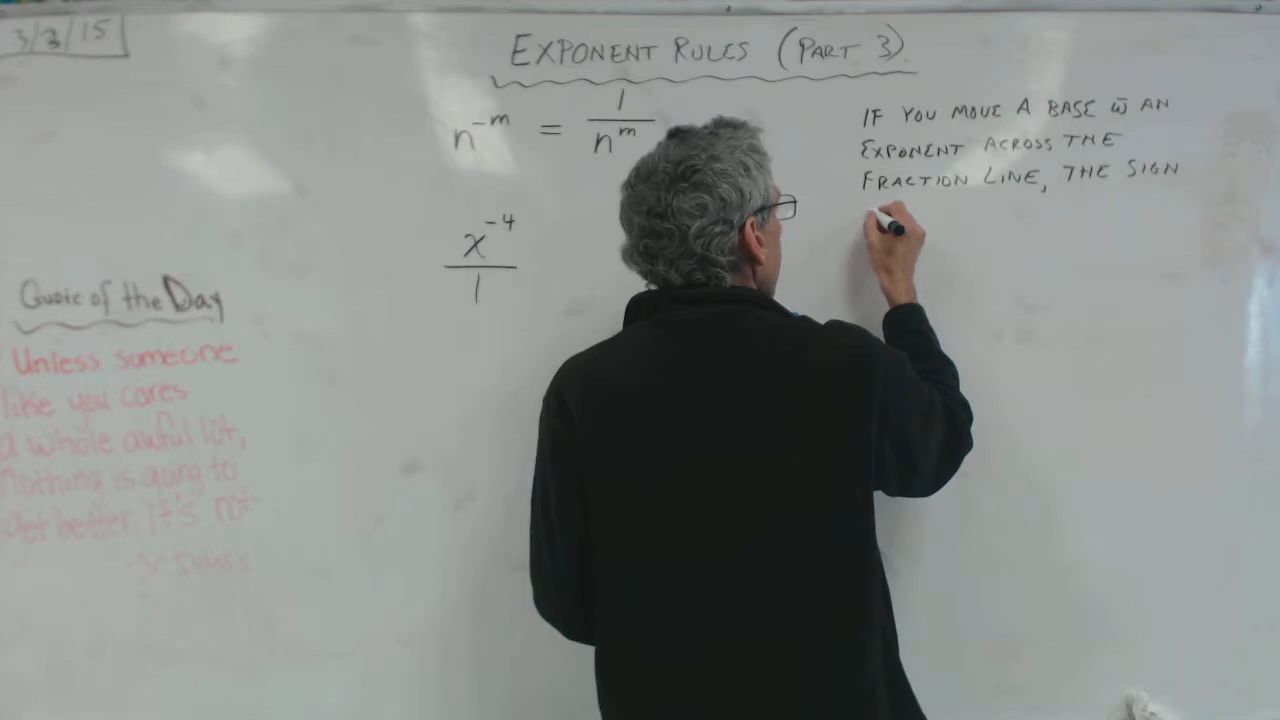 3/3/15
EXPONENT RULES (PART 3)
n^-m = 1/n^m
x^-4/1
IF YOU MOVE A BASE w̄ AN
EXPONENT ACROSS THE
FRACTION LINE, THE SIGN
Quote of the Day
Unless someone
like you cares
a whole awful lot,
Nothing is going to
get better. It's not